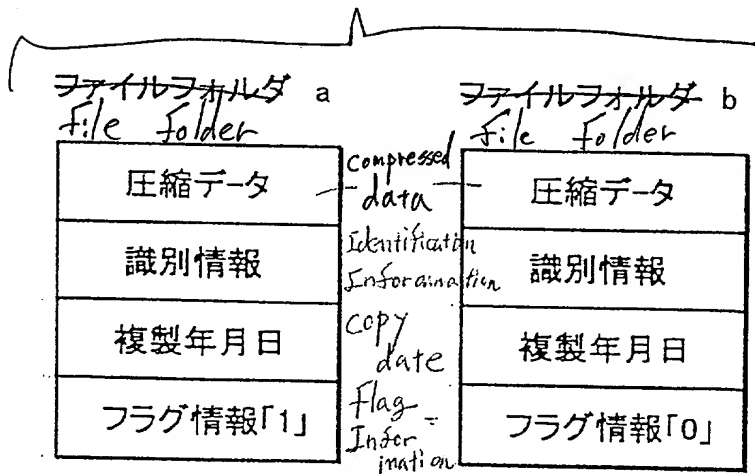 ファイルフォルダ a
File Folder
圧縮データ
識別情報
複製年月日
フラグ情報「1」
compressed
data
Identification
Inforamation
copy
date
Flag
Infor
mation
ファイルフォルダ b
File Folder
圧縮データ
識別情報
複製年月日
フラグ情報「0」